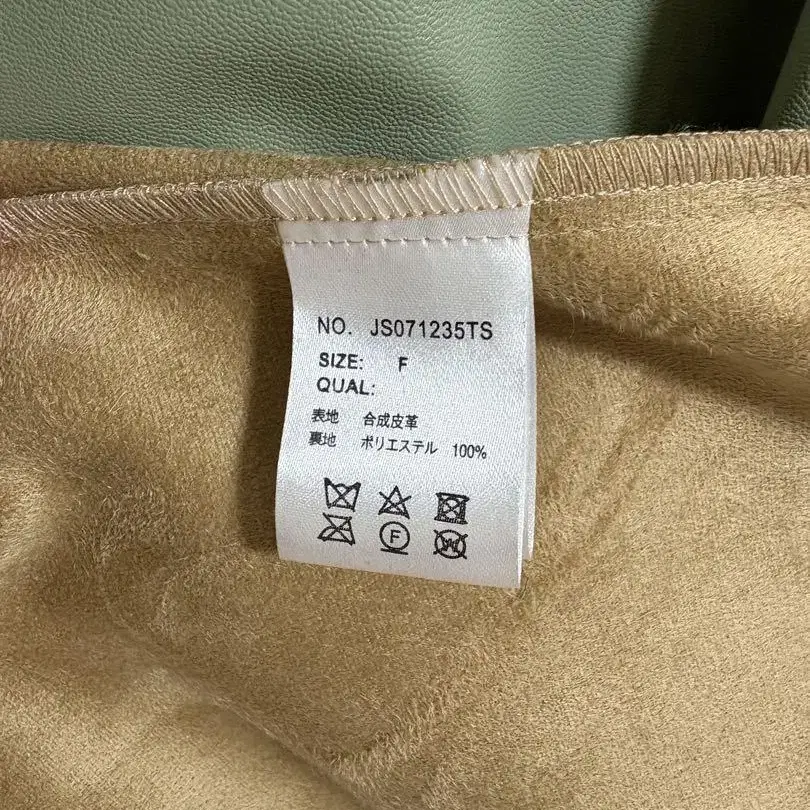 NO. JS071235TS
SIZE: F
QUAL:
表地 合成皮革
裏地 ポリエステル 100%
F
W